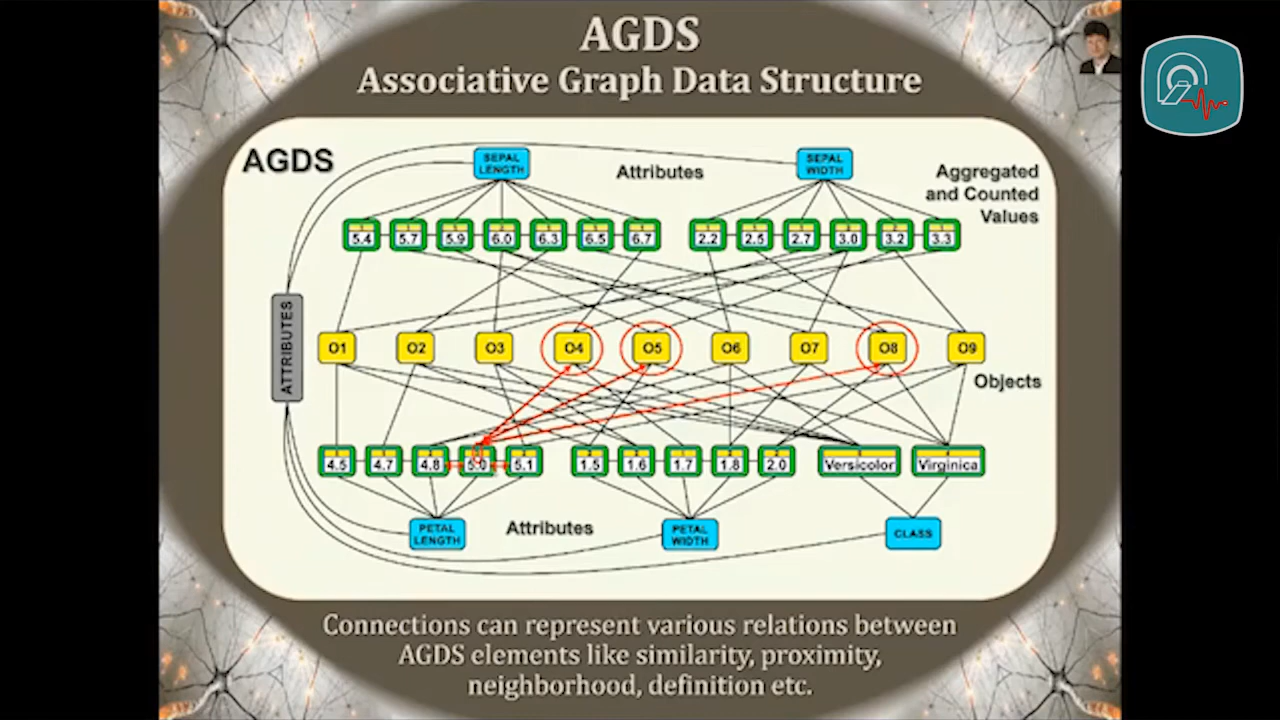 AGDS
Associative Graph Data Structure
AGDS
SEPAL LENGTH
Attributes
SEPAL WIDTH
Aggregated
and Counted
Values
5.4 5.7 5.9 6.0 6.3 6.5 6.7 2.2 2.5 2.7 3.0 3.2 3.3
ATTRIBUTES
O1 O2 O3 O4 O5 O6 O7 O8 O9
Objects
4.5 4.7 4.8 5.0 5.1 1.5 1.6 1.7 1.8 2.0 Versicolor Virginica
PETAL LENGTH
Attributes
PETAL WIDTH
CLASS
Connections can represent various relations between
AGDS elements like similarity, proximity,
neighborhood, definition etc.